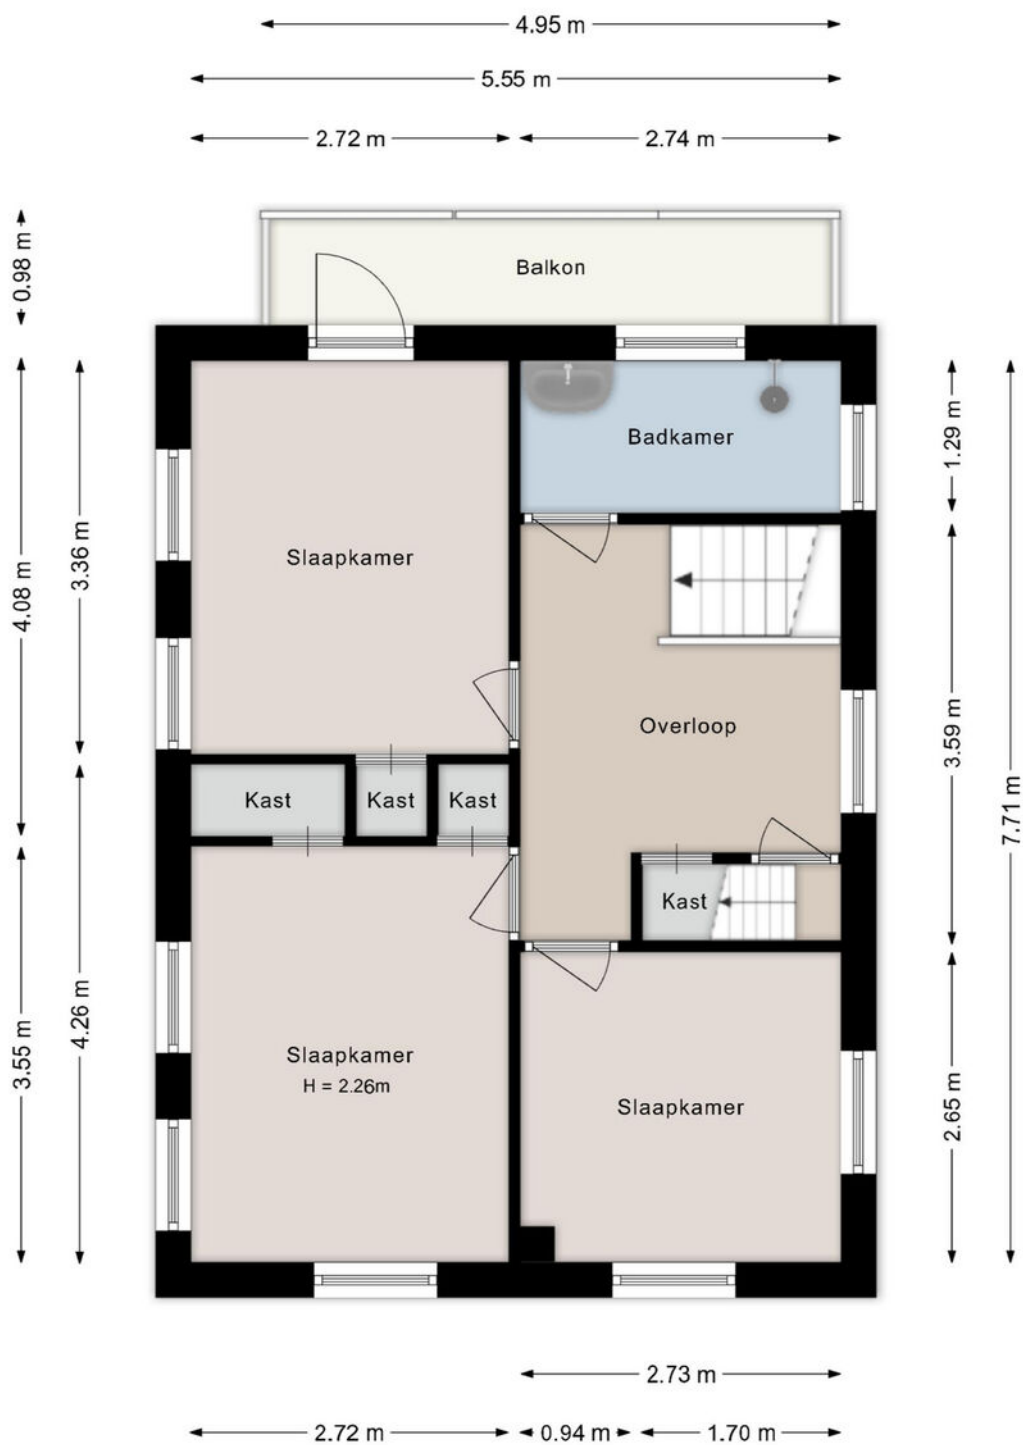 4.95 m
5.55 m
2.72 m
2.74 m
0.98 m
Balkon
4.08 m
3.36 m
Slaapkamer
Badkamer
1.29 m
3.59 m
7.71 m
Overloop
Kast
Kast
Kast
Kast
3.55 m
4.26 m
Slaapkamer
H = 2.26m
Slaapkamer
2.65 m
2.73 m
2.72 m
0.94 m
1.70 m